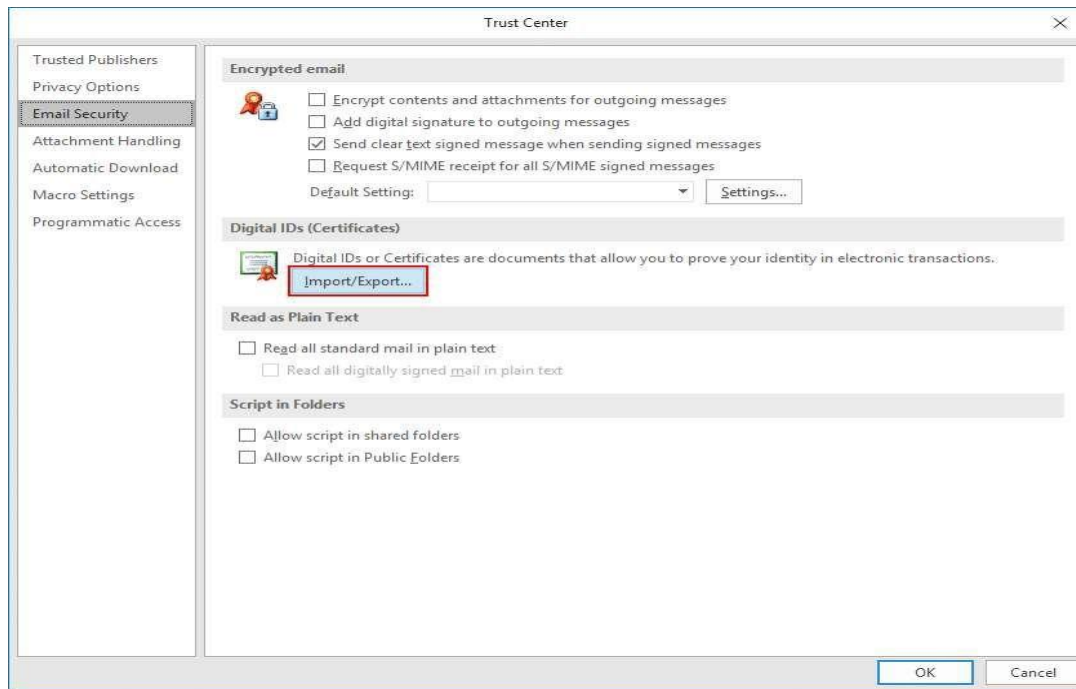 Trust Center
Trusted Publishers
Privacy Options
Email Security
Attachment Handling
Automatic Download
Macro Settings
Programmatic Access
Encrypted email
Encrypt contents and attachments for outgoing messages
Add digital signature to outgoing messages
Send clear text signed message when sending signed messages
Request S/MIME receipt for all S/MIME signed messages
Default Setting:
Settings...
Digital IDs (Certificates)
Digital IDs or Certificates are documents that allow you to prove your identity in electronic transactions.
Import/Export...
Read as Plain Text
Read all standard mail in plain text
Read all digitally signed mail in plain text
Script in Folders
Allow script in shared folders
Allow script in Public Folders
OK
Cancel